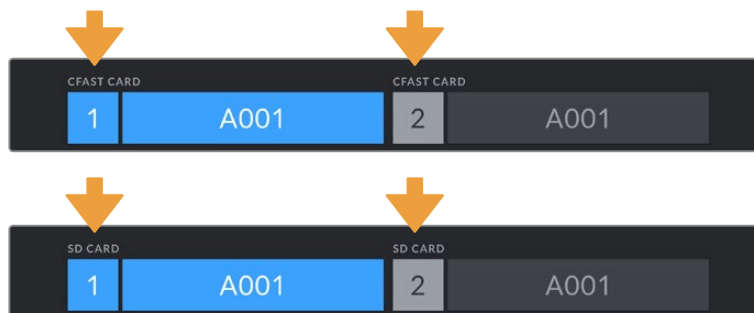 CFAST CARD CFAST CARD
1 A001 2 A001
SD CARD SD CARD
1 A001 2 A001